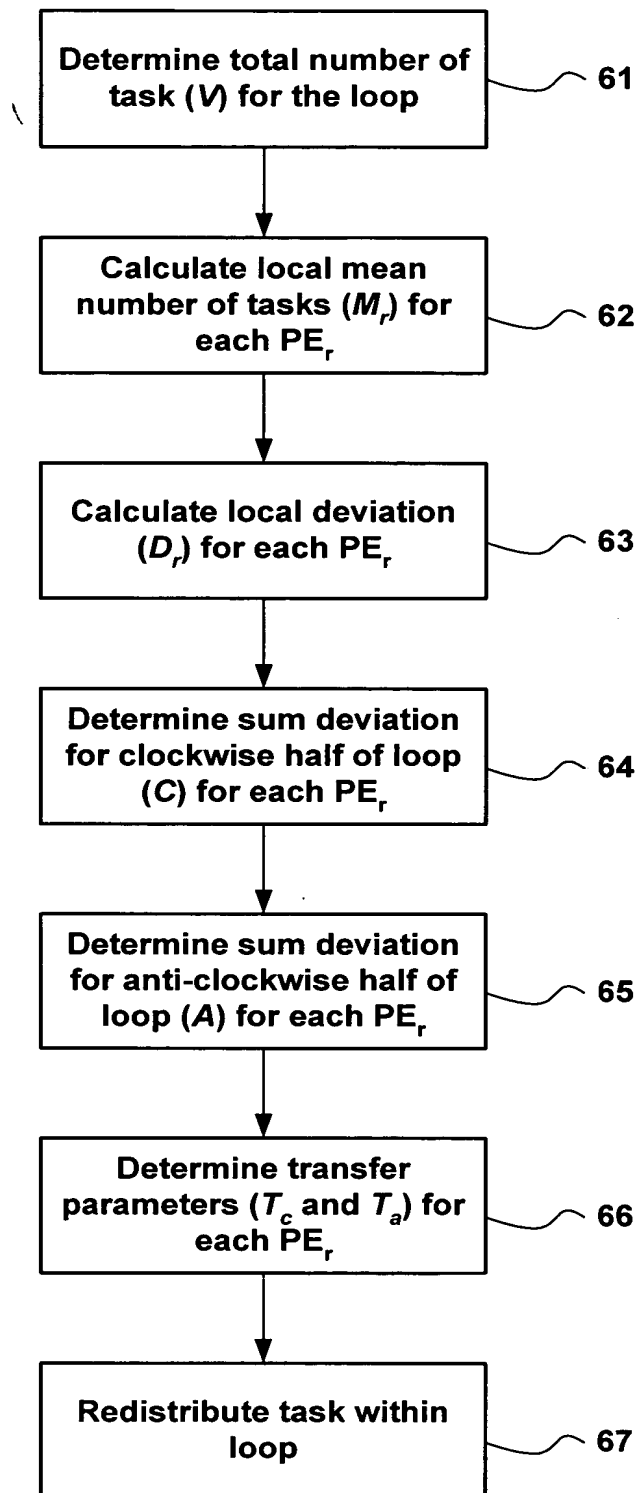 Determine total number of
task (V) for the loop
61
Calculate local mean
number of tasks (Mr) for
each PEr
62
Calculate local deviation
(Dr) for each PEr
63
Determine sum deviation
for clockwise half of loop
(C) for each PEr
64
Determine sum deviation
for anti-clockwise half of
loop (A) for each PEr
65
Determine transfer
parameters (Tc and Ta) for
each PEr
66
Redistribute task within
loop
67